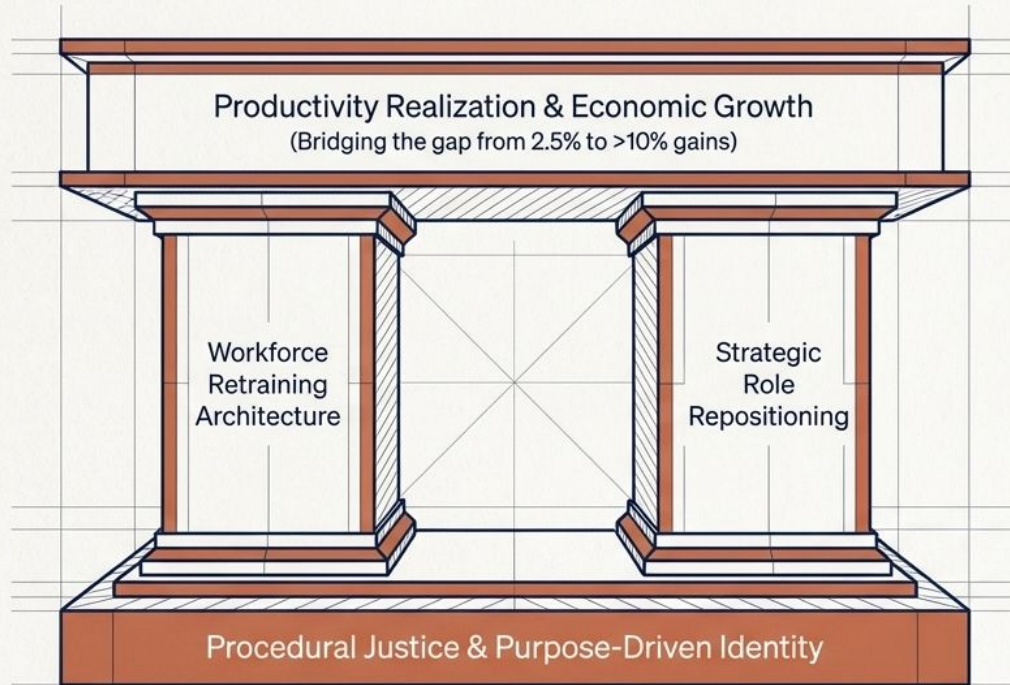 Productivity Realization & Economic Growth
(Bridging the gap from 2.5% to >10% gains)
Workforce
Retraining
Architecture
Strategic
Role
Repositioning
Procedural Justice & Purpose-Driven Identity